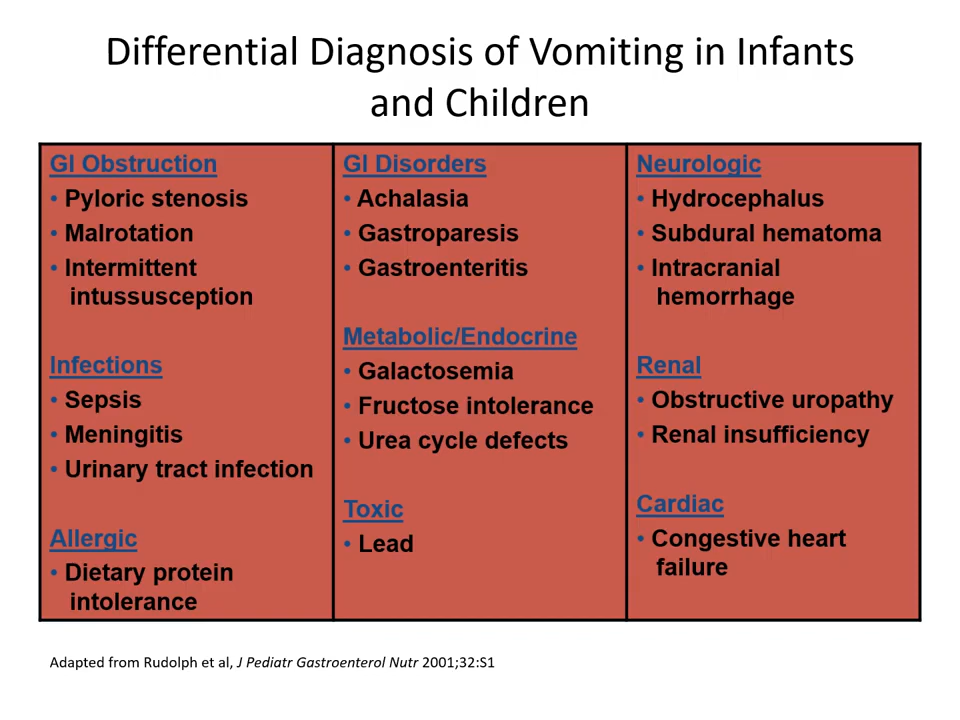 Differential Diagnosis of Vomiting in Infants
and Children
GI Obstruction
• Pyloric stenosis
• Malrotation
• Intermittent
intussusception
Infections
• Sepsis
• Meningitis
• Urinary tract infection
Allergic
• Dietary protein
intolerance
GI Disorders
• Achalasia
• Gastroparesis
• Gastroenteritis
Metabolic/Endocrine
• Galactosemia
• Fructose intolerance
• Urea cycle defects
Toxic
• Lead
Neurologic
• Hydrocephalus
• Subdural hematoma
• Intracranial
hemorrhage
Renal
• Obstructive uropathy
• Renal insufficiency
Cardiac
• Congestive heart
failure
Adapted from Rudolph et al, J Pediatr Gastroenterol Nutr 2001;32:S1